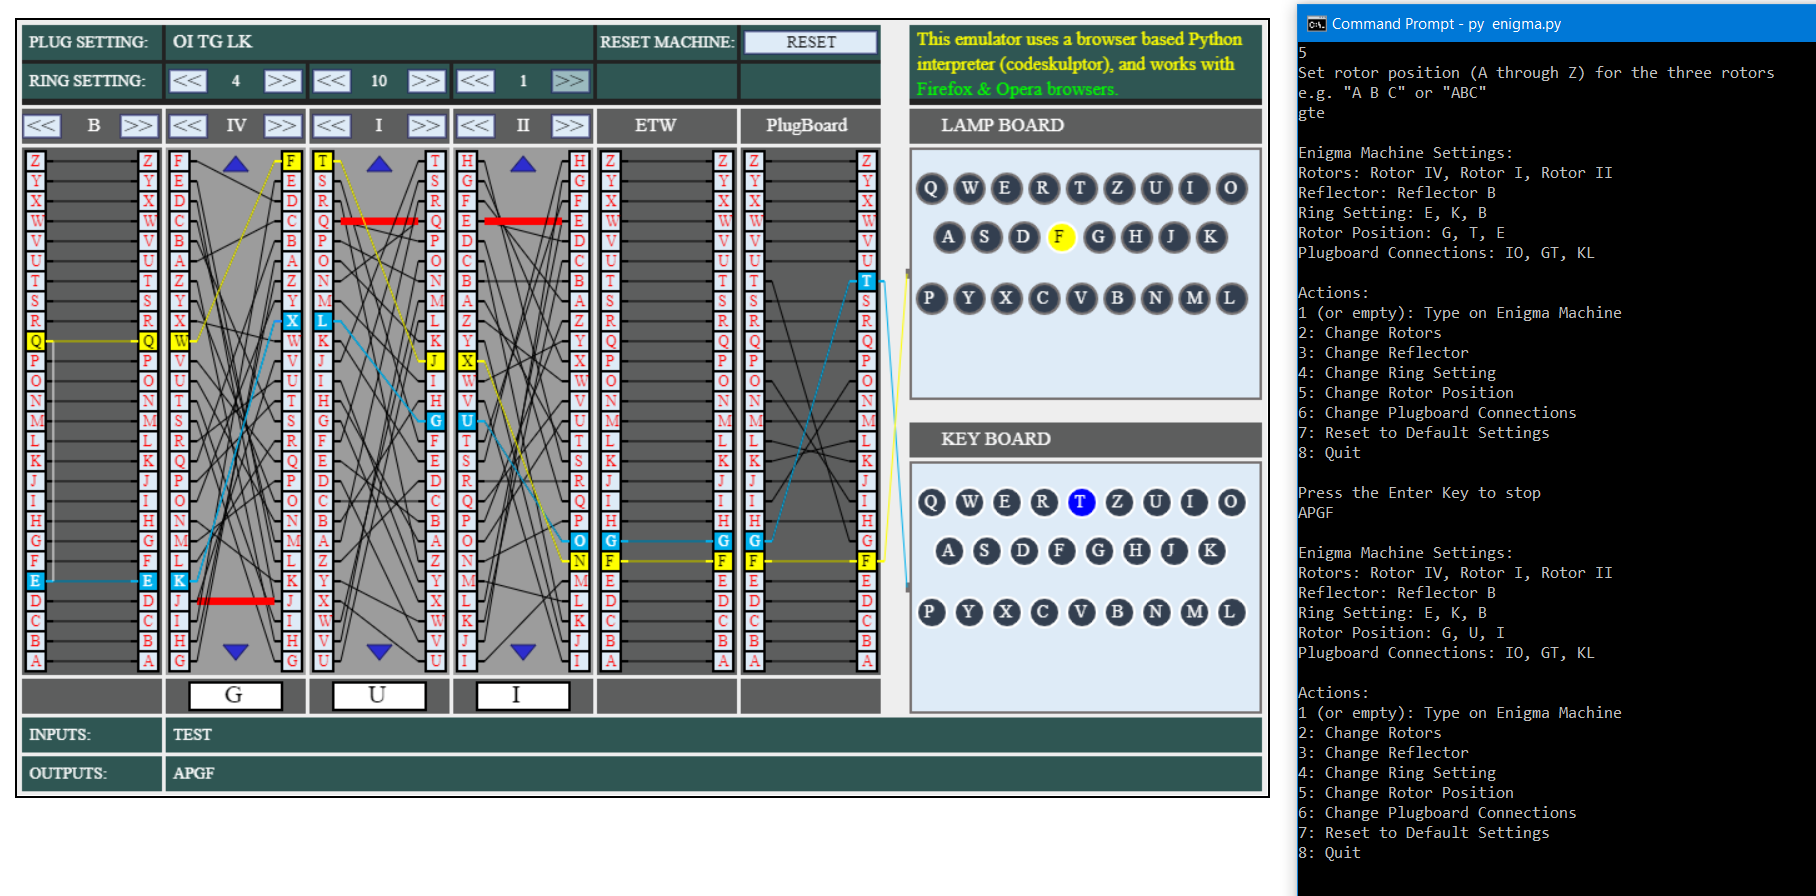 PLUG SETTING: OI TG LK RESET MACHINE: RESET
RING SETTING: << 4 >> << 10 >> << 1 >>
<< B >> << IV >> << I >> << II >> ETW PlugBoard
Z Z F F T T H H Z Z Z Z
Y Y E E S S G G Y Y Y Y
X X D D R R F F X X X X
W W C C Q Q E E W W W W
V V B B P P D D V V V V
U U A A O O C C U U U U
T T Z Z N N B B T T T T
S S Y Y M M A A S S S S
R R X X L L Z Z R R R R
Q Q W W K K Y Y Q Q Q Q
P P V V J J X X P P P P
O O U U I I W W O O O O
N N T T H H V V N N N N
M M S S G G U U M M M M
L L R R F F T T L L L L
K K Q Q E E S S K K K K
J J P P D D R R J J J J
I I O O C C Q Q I I I I
H H N N B B P P H H H H
G G M M A A O O G G G G
F F L L Z Z N N F F F F
E E K K Y Y M M E E E E
D D J J X X L L D D D D
C C I I W W K K C C C C
B B H H V V J J B B B B
A A G G U U I I A A A A
G U I
INPUTS: TEST
OUTPUTS: APGF
This emulator uses a browser based Python
interpreter (codeskulptor), and works with
Firefox & Opera browsers.
LAMP BOARD
Q W E R T Z U I O
A S D F G H J K
P Y X C V B N M L
KEY BOARD
Q W E R T Z U I O
A S D F G H J K
P Y X C V B N M L
Command Prompt - py enigma.py
5
Set rotor position (A through Z) for the three rotors
e.g. "A B C" or "ABC"
gte
Enigma Machine Settings:
Rotors: Rotor IV, Rotor I, Rotor II
Reflector: Reflector B
Ring Setting: E, K, B
Rotor Position: G, T, E
Plugboard Connections: IO, GT, KL
Actions:
1 (or empty): Type on Enigma Machine
2: Change Rotors
3: Change Reflector
4: Change Ring Setting
5: Change Rotor Position
6: Change Plugboard Connections
7: Reset to Default Settings
8: Quit
Press the Enter Key to stop
APGF
Enigma Machine Settings:
Rotors: Rotor IV, Rotor I, Rotor II
Reflector: Reflector B
Ring Setting: E, K, B
Rotor Position: G, U, I
Plugboard Connections: IO, GT, KL
Actions:
1 (or empty): Type on Enigma Machine
2: Change Rotors
3: Change Reflector
4: Change Ring Setting
5: Change Rotor Position
6: Change Plugboard Connections
7: Reset to Default Settings
8: Quit